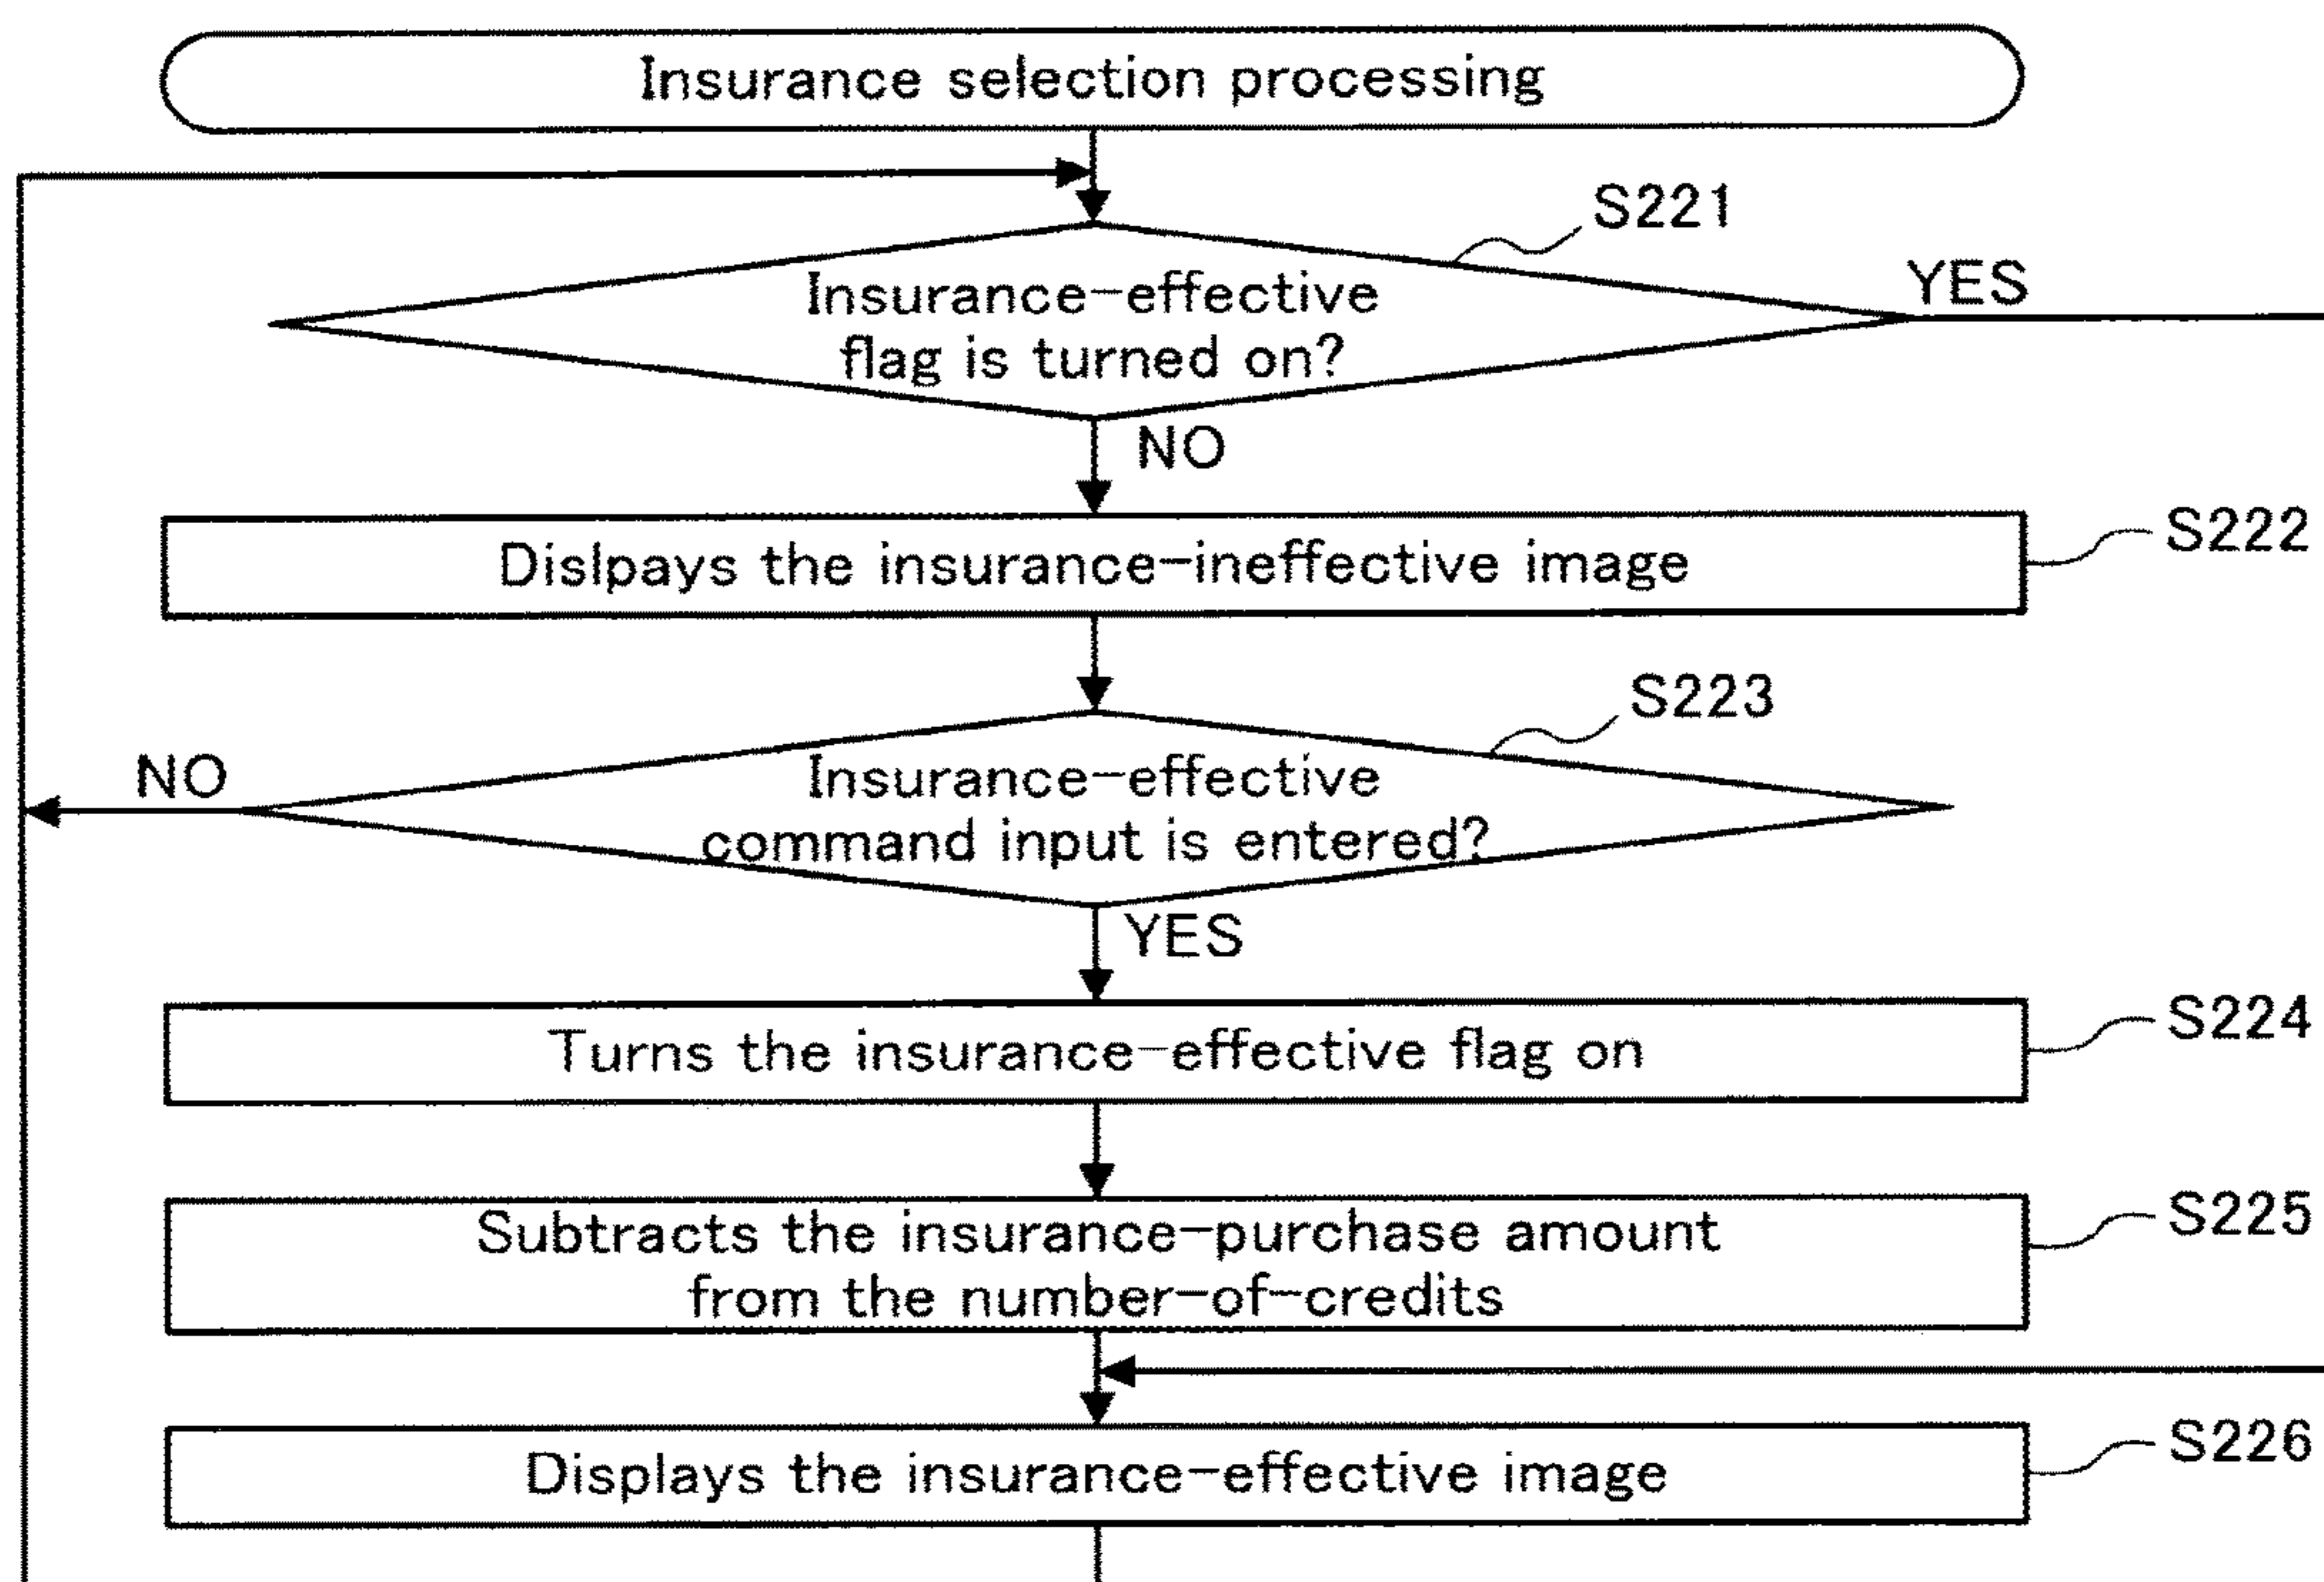 Insurance selection processing
S221
YES
Insurance-effective
flag is turned on?
NO
Dislpays the insurance-ineffective image
S222
S223
NO
Insurance-effective
command input is entered?
YES
Turns the insurance-effective flag on
S224
Subtracts the insurance-purchase amount
from the number-of-credits
S225
Displays the insurance-effective image
S226